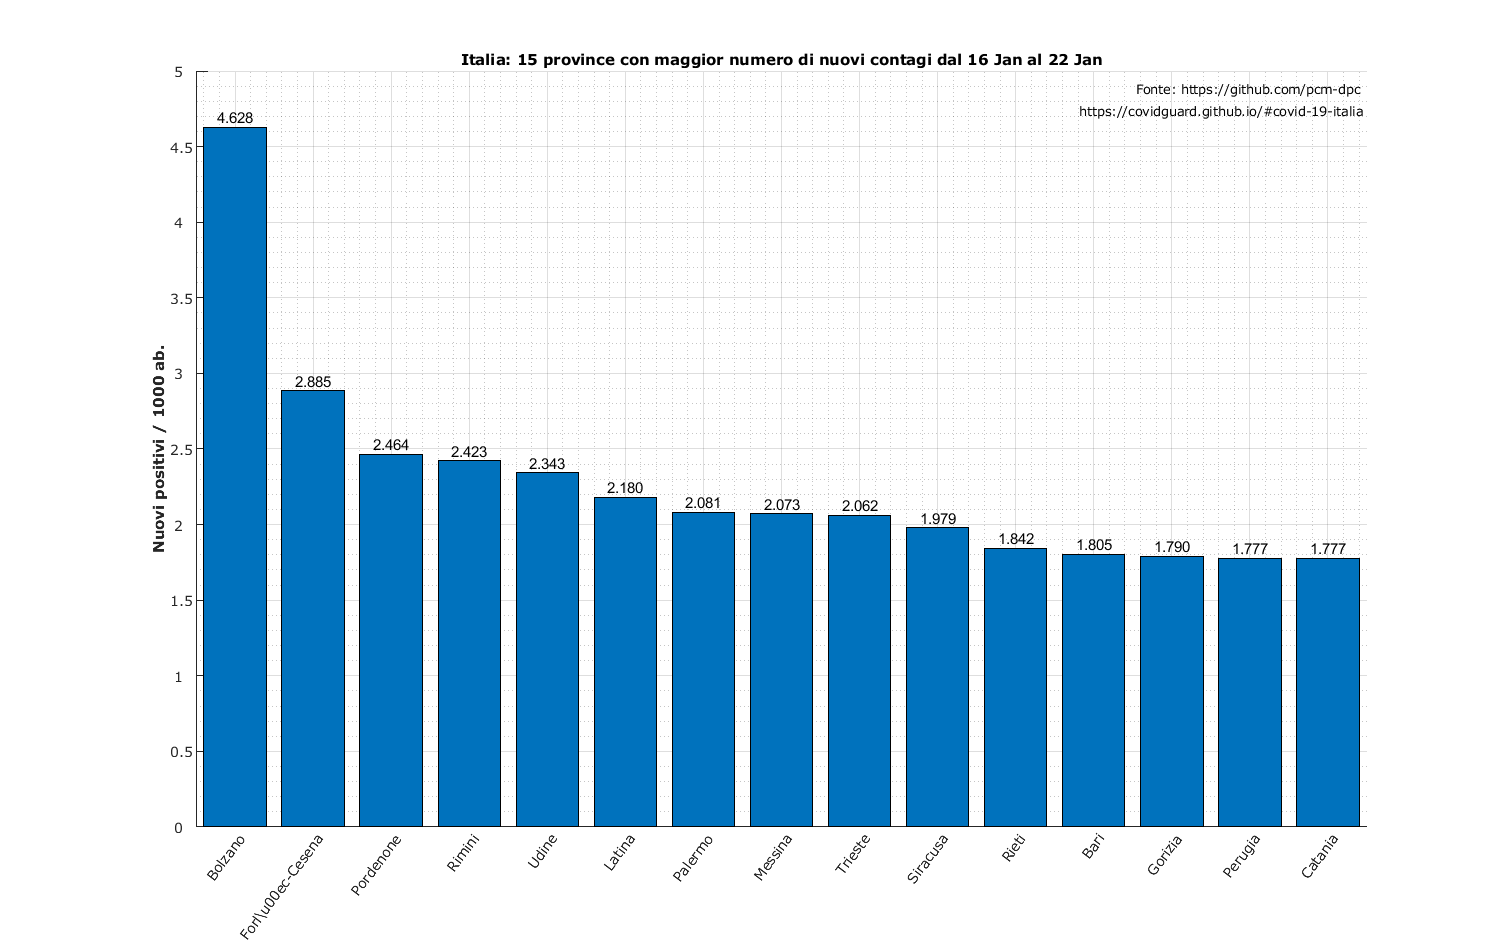 Italia: 15 province con maggior numero di nuovi contagi dal 16 Jan al 22 Jan
Fonte: https://github.com/pcm-dpc
https://covidguard.github.io/#covid-19-italia
Nuovi positivi / 1000 ab.
5
4.5
4
3.5
3
2.5
2
1.5
1
0.5
0
4.628
2.885
2.464
2.423
2.343
2.180
2.081
2.073
2.062
1.979
1.842
1.805
1.790
1.777
1.777
Bolzano
Forl\u00ec-Cesena
Pordenone
Rimini
Udine
Latina
Palermo
Messina
Trieste
Siracusa
Rieti
Bari
Gorizia
Perugia
Catania